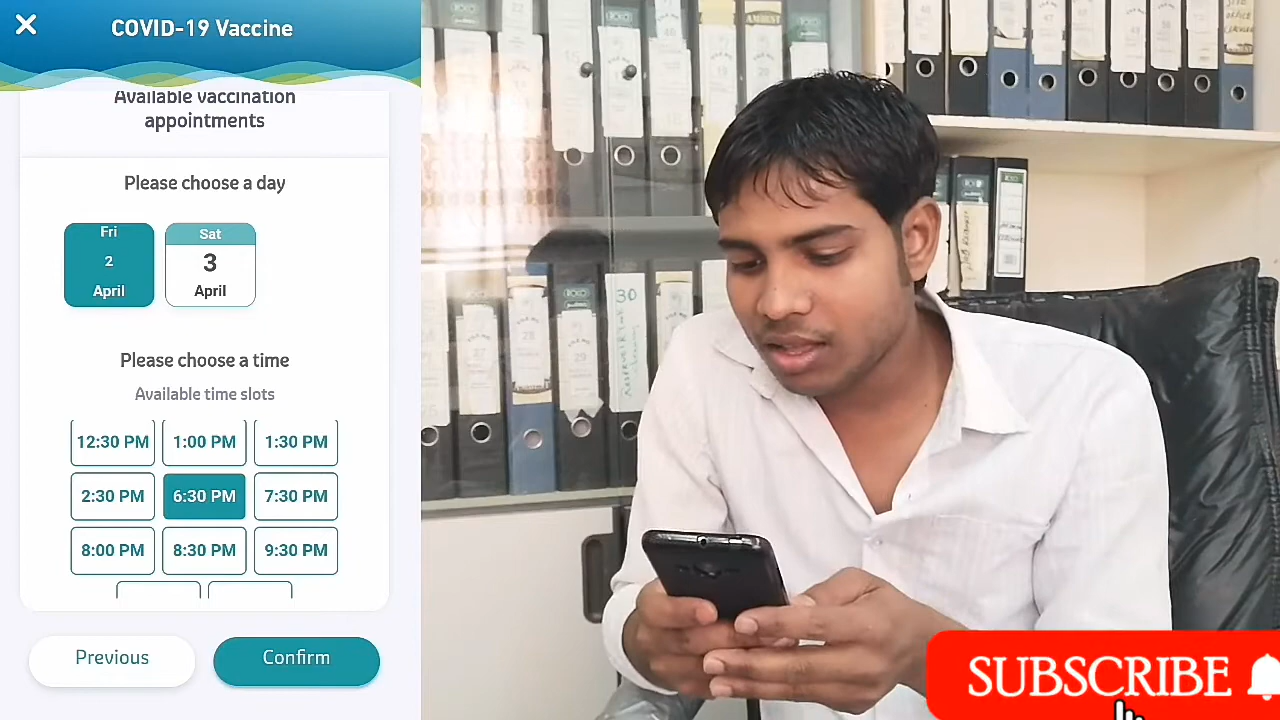 COVID-19 Vaccine
Available vaccination
appointments
Please choose a day
Fri
2
April
Sat
3
April
Please choose a time
Available time slots
12:30 PM
1:00 PM
1:30 PM
2:30 PM
6:30 PM
7:30 PM
8:00 PM
8:30 PM
9:30 PM
Previous
Confirm
30
29
SUBSCRIBE